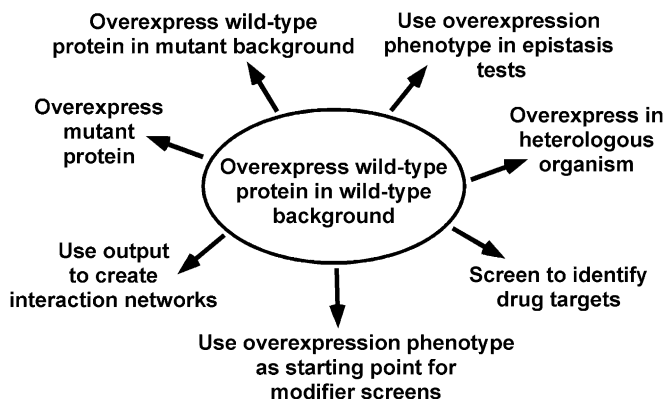 Overexpress wild-type
protein in mutant background
Use overexpression
phenotype in epistasis
tests
Overexpress
mutant
protein
Overexpress in
heterologous
organism
Overexpress wild-type
protein in wild-type
background
Use output
to create
interaction networks
Screen to identify
drug targets
Use overexpression phenotype
as starting point for
modifier screens